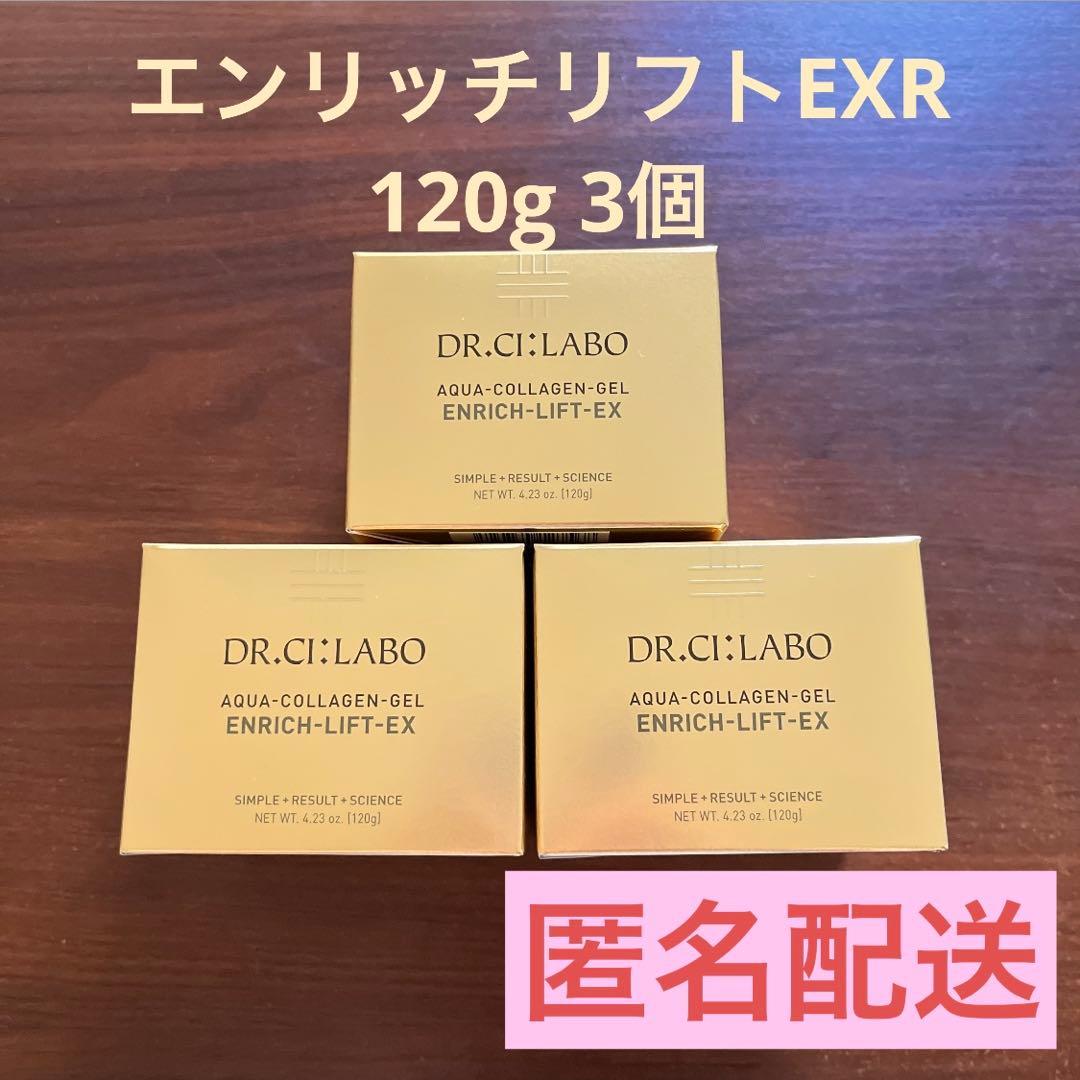 エンリッチリフトEXR
120g 3個
DR.CI:LABO
AQUA-COLLAGEN-GEL
ENRICH-LIFT-EX
SIMPLE+RESULT+SCIENCE
NET WT. 4.23 oz. [120g]
DR.CI:LABO
AQUA-COLLAGEN-GEL
ENRICH-LIFT-EX
SIMPLE+RESULT+SCIENCE
NET WT. 4.23 oz. [120g]
DR.CI:LABO
AQUA-COLLAGEN-GEL
ENRICH-LIFT-EX
SIMPLE+RESULT+SCIENCE
NET WT. 4.23 oz. [120g]
匿名配送